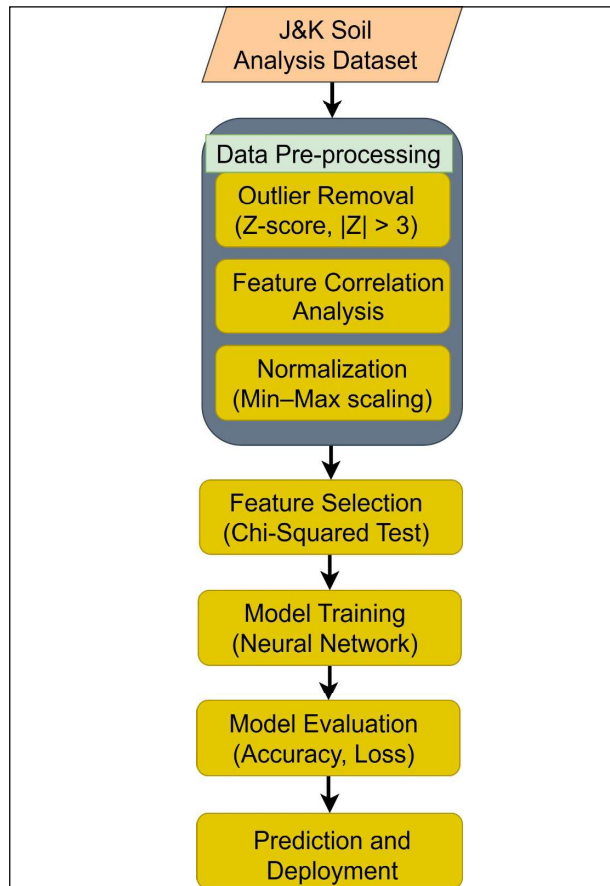 J&K Soil
Analysis Dataset
Data Pre-processing
Outlier Removal
(Z-score, |Z| > 3)
Feature Correlation
Analysis
Normalization
(Min–Max scaling)
Feature Selection
(Chi-Squared Test)
Model Training
(Neural Network)
Model Evaluation
(Accuracy, Loss)
Prediction and
Deployment